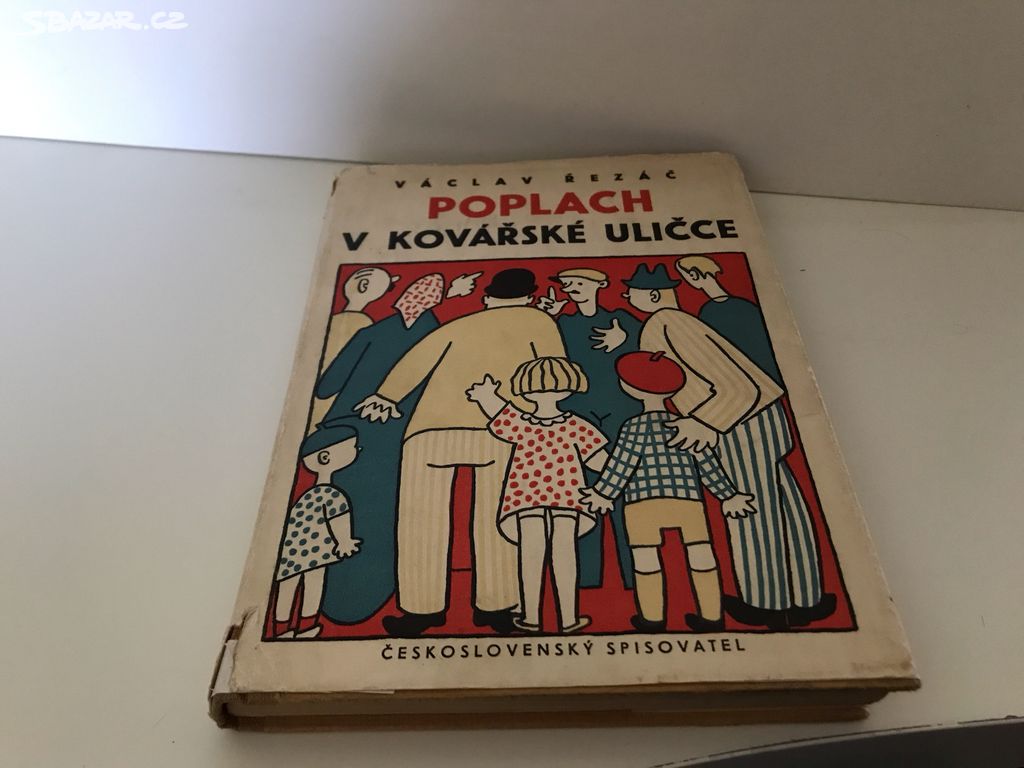 SBAZAR.CZ
VÁCLAV ŘEZÁČ
POPLACH
V KOVÁŘSKÉ ULIČCE
ČESKOSLOVENSKÝ SPISOVATEL